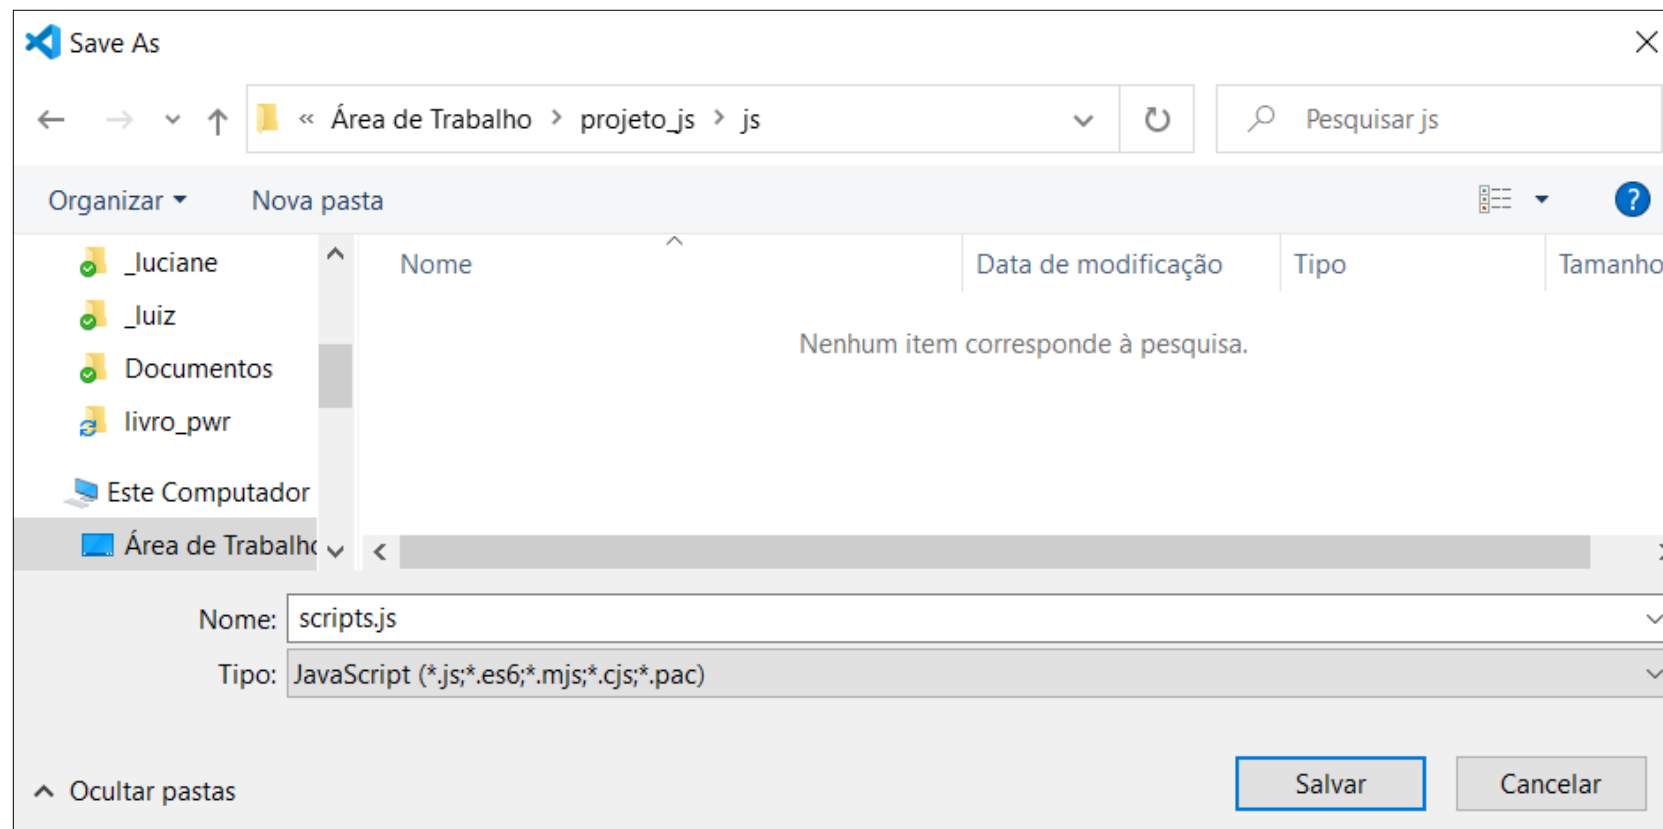 Save As
« Área de Trabalho > projeto_js > js
Pesquisar js
Organizar
Nova pasta
?
_luciane
_luiz
Documentos
livro_pwr
Este Computador
Área de Trabalho
Nome
Data de modificação
Tipo
Tamanho
Nenhum item corresponde à pesquisa.
Nome: scripts.js
Tipo: JavaScript (*.js;*.es6;*.mjs;*.cjs;*.pac)
Ocultar pastas
Salvar
Cancelar